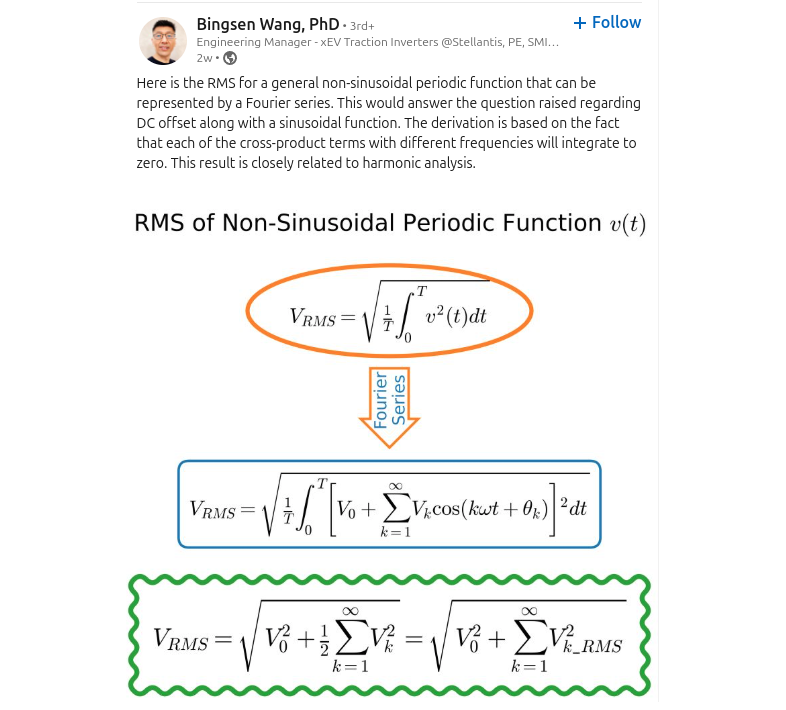 Bingsen Wang, PhD • 3rd+
+ Follow
Engineering Manager - xEV Traction Inverters @Stellantis, PE, SMI…
2w •
Here is the RMS for a general non-sinusoidal periodic function that can be
represented by a Fourier series. This would answer the question raised regarding
DC offset along with a sinusoidal function. The derivation is based on the fact
that each of the cross-product terms with different frequencies will integrate to
zero. This result is closely related to harmonic analysis.
RMS of Non-Sinusoidal Periodic Function v(t)
V_{RMS} = \sqrt{\frac{1}{T}\int_0^T v^2(t)dt}
Fourier
Series
V_{RMS} = \sqrt{\frac{1}{T}\int_0^T \left[V_0 + \sum_{k=1}^{\infty} V_k cos(kωt + θ_k)\right]^2 dt}
V_{RMS} = \sqrt{V_0^2 + \frac{1}{2}\sum_{k=1}^{\infty} V_k^2} = \sqrt{V_0^2 + \sum_{k=1}^{\infty} V_{k\_RMS}^2}